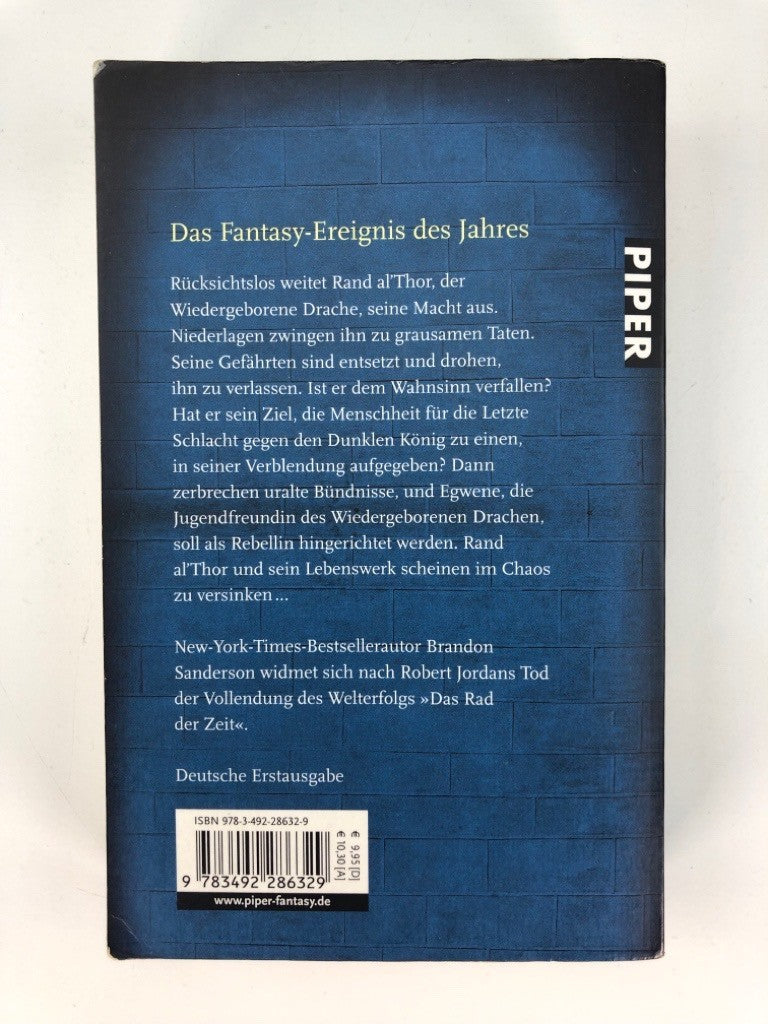 Das Fantasy-Ereignis des Jahres
PIPER
Rücksichtslos weitet Rand al'Thor, der
Wiedergeborene Drache, seine Macht aus.
Niederlagen zwingen ihn zu grausamen Taten.
Seine Gefährten sind entsetzt und drohen,
ihn zu verlassen. Ist er dem Wahnsinn verfallen?
Hat er sein Ziel, die Menschheit für die Letzte
Schlacht gegen den Dunklen König zu einen,
in seiner Verblendung aufgegeben? Dann
zerbrechen uralte Bündnisse, und Egwene, die
Jugendfreundin des Wiedergeborenen Drachen,
soll als Rebellin hingerichtet werden. Rand
al'Thor und sein Lebenswerk scheinen im Chaos
zu versinken ...
New-York-Times-Bestsellerautor Brandon
Sanderson widmet sich nach Robert Jordans Tod
der Vollendung des Welterfolgs »Das Rad
der Zeit«.
Deutsche Erstausgabe
ISBN 978-3-492-28632-9
€ 9,95 [D]
€ 10,30 [A]
9 783492 286329
www.piper-fantasy.de